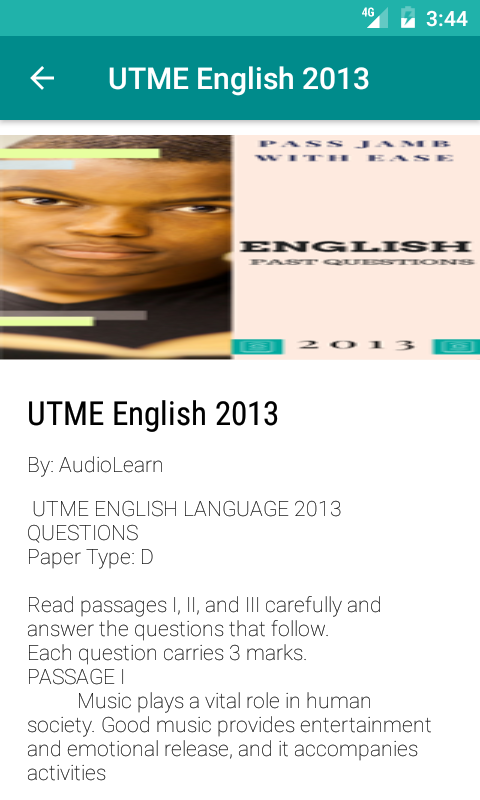 4G 3:44
UTME English 2013
PASS JAMB
WITH EASE
ENGLISH
PAST QUESTIONS
2013
UTME English 2013
By: AudioLearn
UTME ENGLISH LANGUAGE 2013
QUESTIONS
Paper Type: D
Read passages I, II, and III carefully and
answer the questions that follow.
Each question carries 3 marks.
PASSAGE I
Music plays a vital role in human
society. Good music provides entertainment
and emotional release, and it accompanies
activities